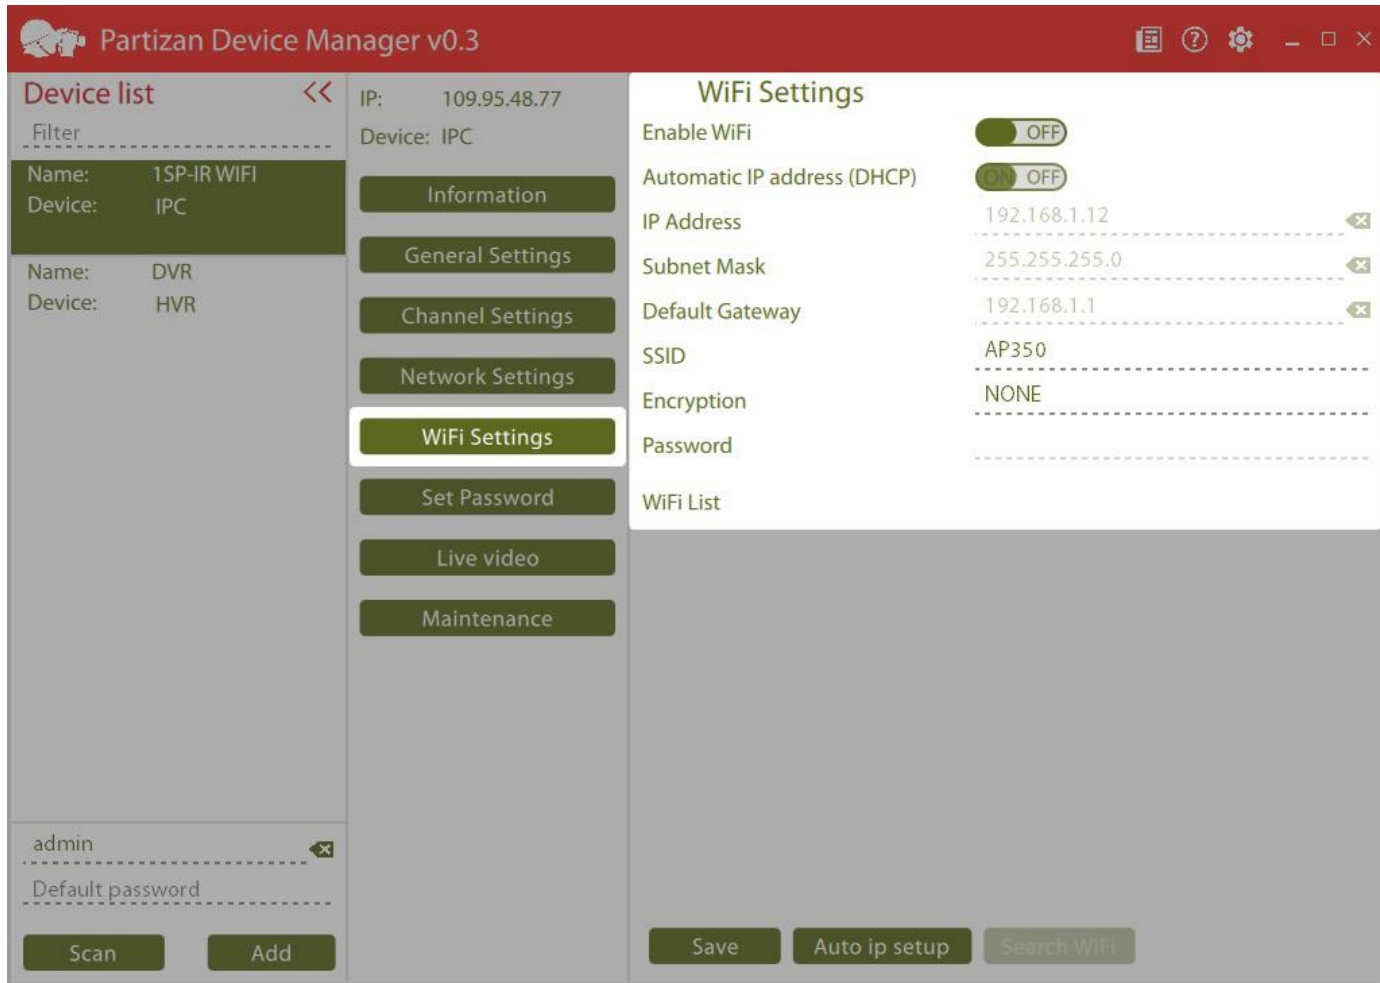 Partizan Device Manager v0.3
Device list <<
Filter
Name: 1SP-IR WIFI
Device: IPC
Name: DVR
Device: HVR
admin
Default password
Scan Add
IP: 109.95.48.77
Device: IPC
Information
General Settings
Channel Settings
Network Settings
WiFi Settings
Set Password
Live video
Maintenance
WiFi Settings
Enable WiFi OFF
Automatic IP address (DHCP) ON OFF
IP Address 192.168.1.12
Subnet Mask 255.255.255.0
Default Gateway 192.168.1.1
SSID AP350
Encryption NONE
Password
WiFi List
Save Auto ip setup Search WiFi